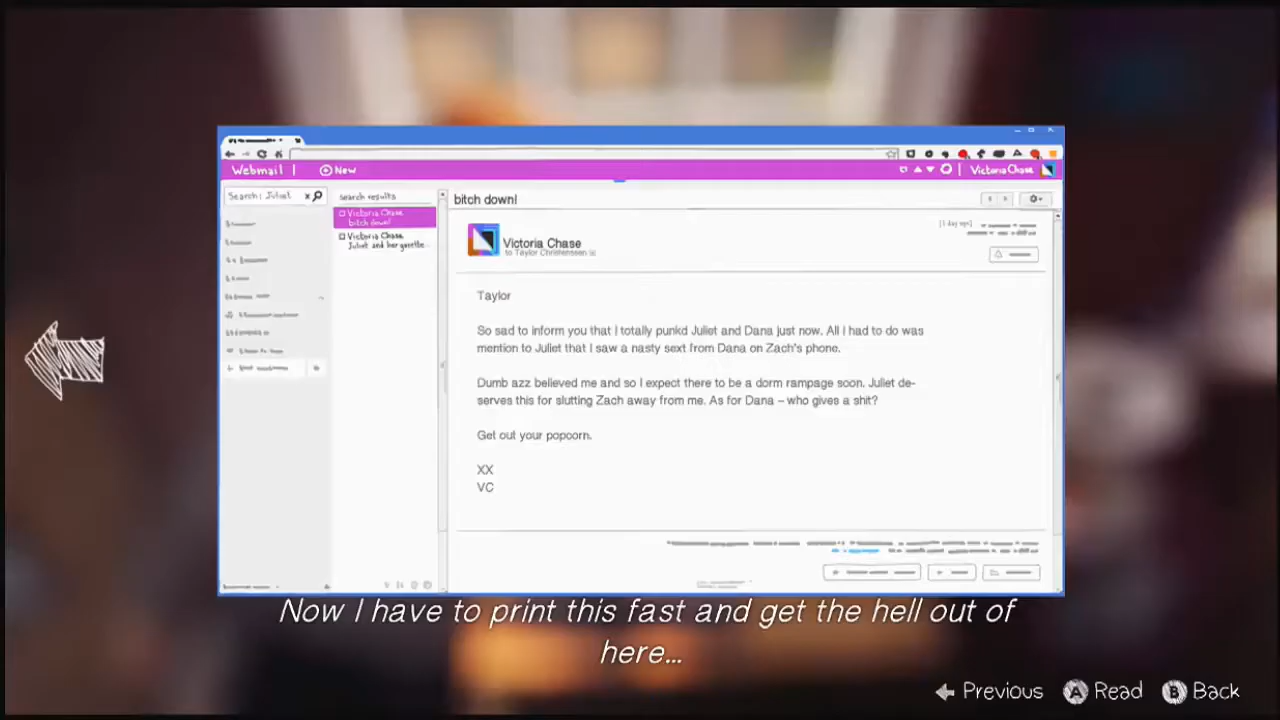 Webmail | New
Victoria Chase
Search: Juliet x
search results
Victoria Chase
bitch down!
Victoria Chase
Juliet and her
bitch down!
[1 day ago]
Victoria Chase
to Taylor Christensen
Taylor
So sad to inform you that I totally punkd Juliet and Dana just now. All I had to do was
mention to Juliet that I saw a nasty sext from Dana on Zach's phone.
Dumb azz believed me and so I expect there to be a dorm rampage soon. Juliet de-
serves this for slutting Zach away from me. As for Dana – who gives a shit?
Get out your popoorn.
XX
VC
Now I have to print this fast and get the hell out of
here...
Previous A Read B Back